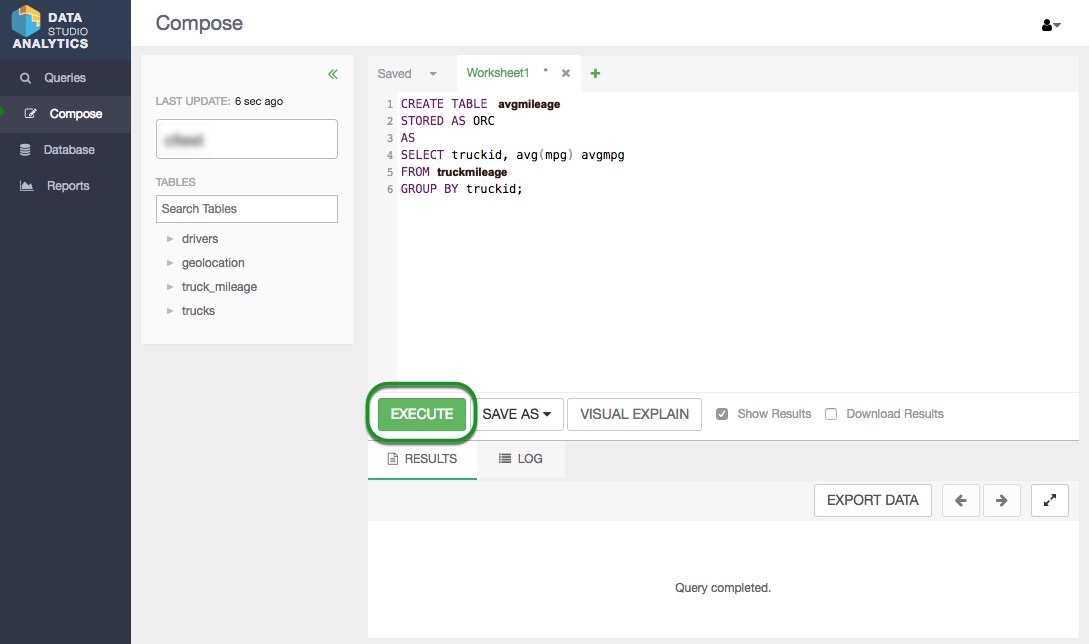 DATA
STUDIO
ANALYTICS
Compose
Queries
Compose
Database
Reports
LAST UPDATE: 6 sec ago
TABLES
Search Tables
drivers
geolocation
truck_mileage
trucks
Saved
Worksheet1 *
1 CREATE TABLE avgmileage
2 STORED AS ORC
3 AS
4 SELECT truckid, avg(mpg) avgmpg
5 FROM truckmileage
6 GROUP BY truckid;
EXECUTE
SAVE AS
VISUAL EXPLAIN
Show Results
Download Results
RESULTS
LOG
EXPORT DATA
Query completed.